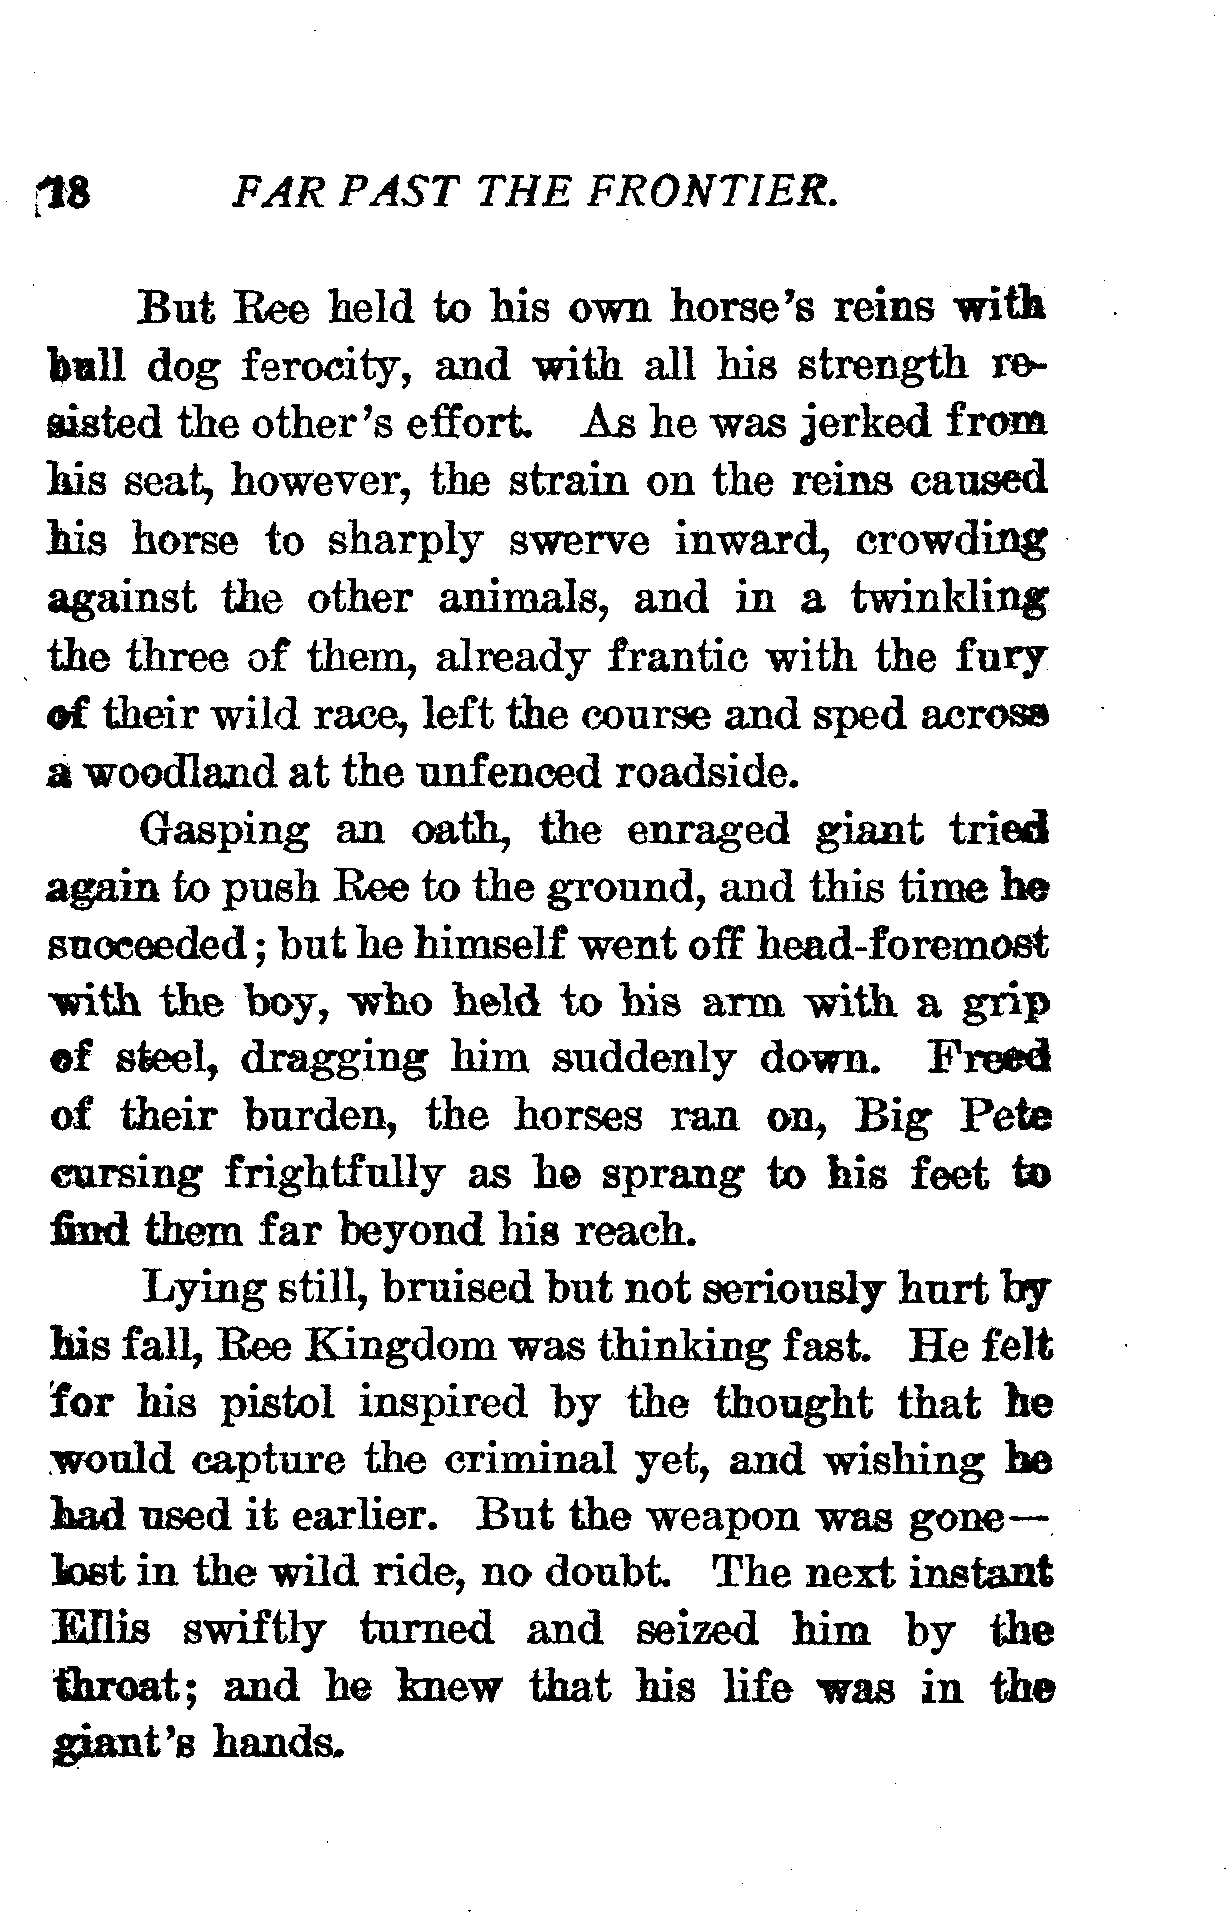 18 FAR PAST THE FRONTIER.
But Ree held to his own horse's reins with
bull dog ferocity, and with all his strength re-
sisted the other's effort. As he was jerked from
his seat, however, the strain on the reins caused
his horse to sharply swerve inward, crowding
against the other animals, and in a twinkling
the three of them, already frantic with the fury
of their wild race, left the course and sped across
a woodland at the unfenced roadside.
Gasping an oath, the enraged giant tried
again to push Ree to the ground, and this time he
succeeded; but he himself went off head-foremost
with the boy, who held to his arm with a grip
of steel, dragging him suddenly down. Freed
of their burden, the horses ran on, Big Pete
cursing frightfully as he sprang to his feet to
find them far beyond his reach.
Lying still, bruised but not seriously hurt by
his fall, Ree Kingdom was thinking fast. He felt
for his pistol inspired by the thought that he
would capture the criminal yet, and wishing he
had used it earlier. But the weapon was gone—
lost in the wild ride, no doubt. The next instant
Ellis swiftly turned and seized him by the
throat; and he knew that his life was in the
giant's hands.